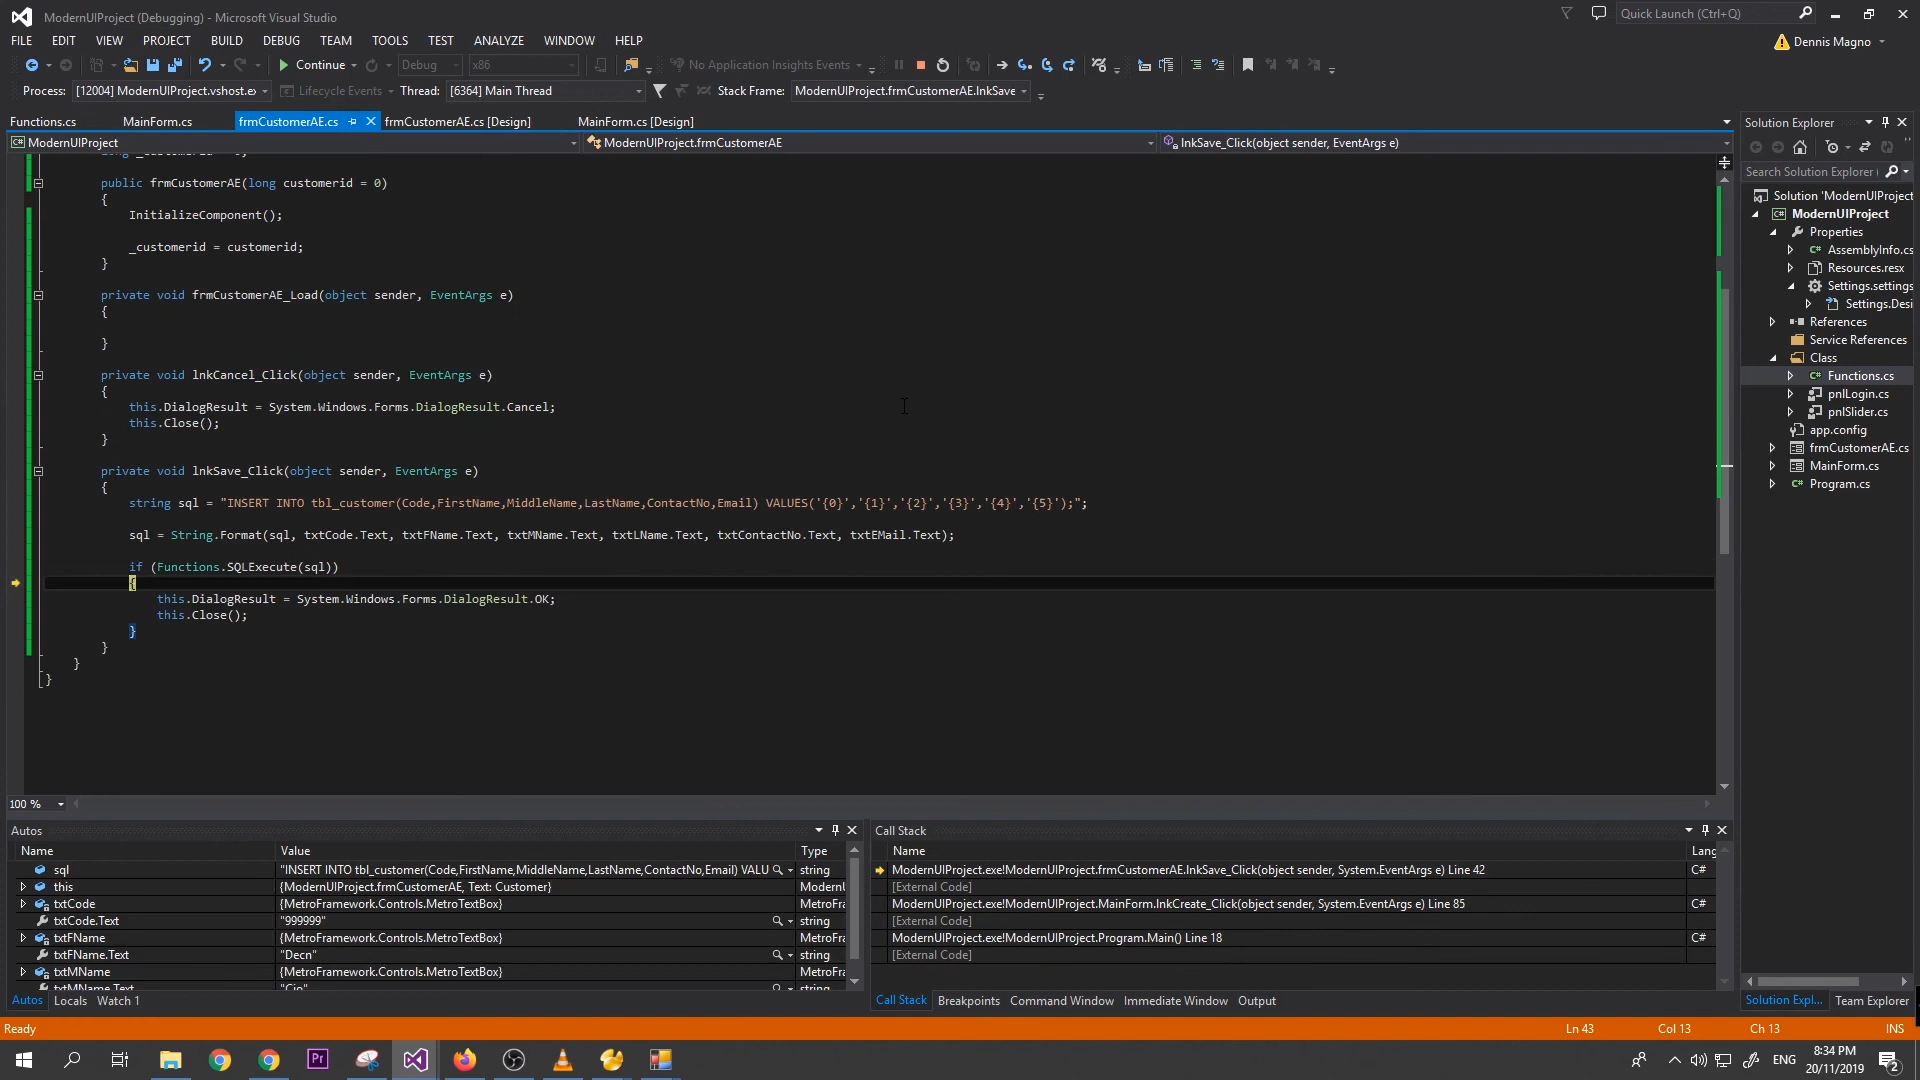 ModernUIProject (Debugging) - Microsoft Visual Studio
Quick Launch (Ctrl+Q)
FILE EDIT VIEW PROJECT BUILD DEBUG TEAM TOOLS TEST ANALYZE WINDOW HELP
Dennis Magno
Continue Debug x86 No Application Insights Events
Process: [12004] ModernUIProject.vshost.e Lifecycle Events Thread: [6364] Main Thread Stack Frame: ModernUIProject.frmCustomerAE.lnkSave
Functions.cs MainForm.cs frmCustomerAE.cs frmCustomerAE.cs [Design] MainForm.cs [Design]
ModernUIProject ModernUIProject.frmCustomerAE lnkSave_Click(object sender, EventArgs e)
public frmCustomerAE(long customerid = 0)
{
InitializeComponent();
_customerid = customerid;
}
private void frmCustomerAE_Load(object sender, EventArgs e)
{
}
private void lnkCancel_Click(object sender, EventArgs e)
{
this.DialogResult = System.Windows.Forms.DialogResult.Cancel;
this.Close();
}
private void lnkSave_Click(object sender, EventArgs e)
{
string sql = "INSERT INTO tbl_customer(Code,FirstName,MiddleName,LastName,ContactNo,Email) VALUES('{0}','{1}','{2}','{3}','{4}','{5}');";
sql = String.Format(sql, txtCode.Text, txtFName.Text, txtMName.Text, txtLName.Text, txtContactNo.Text, txtEMail.Text);
if (Functions.SQLExecute(sql))
{
this.DialogResult = System.Windows.Forms.DialogResult.OK;
this.Close();
}
}
}
}
100 %
Solution Explorer
Search Solution Explorer (
Solution 'ModernUIProject
ModernUIProject
Properties
AssemblyInfo.cs
Resources.resx
Settings.settings
Settings.Desi
References
Service References
Class
Functions.cs
pnlLogin.cs
pnlSlider.cs
app.config
frmCustomerAE.cs
MainForm.cs
Program.cs
Solution Expl... Team Explorer
Autos
Name Value Type
sql "INSERT INTO tbl_customer(Code,FirstName,MiddleName,LastName,ContactNo,Email) VALU string
this {ModernUIProject.frmCustomerAE, Text: Customer} ModernU
txtCode {MetroFramework.Controls.MetroTextBox} MetroFra
txtCode.Text "999999" string
txtFName {MetroFramework.Controls.MetroTextBox} MetroFra
txtFName.Text "Decn" string
txtMName {MetroFramework.Controls.MetroTextBox} MetroFra
txtMName.Text "Cio" string
Autos Locals Watch 1
Call Stack
Name Lang
ModernUIProject.exe!ModernUIProject.frmCustomerAE.lnkSave_Click(object sender, System.EventArgs e) Line 42 C#
[External Code]
ModernUIProject.exe!ModernUIProject.MainForm.lnkCreate_Click(object sender, System.EventArgs e) Line 85 C#
[External Code]
ModernUIProject.exe!ModernUIProject.Program.Main() Line 18 C#
[External Code]
Call Stack Breakpoints Command Window Immediate Window Output
Ready Ln 43 Col 13 Ch 13 INS
Pr
ENG
8:34 PM
20/11/2019
2